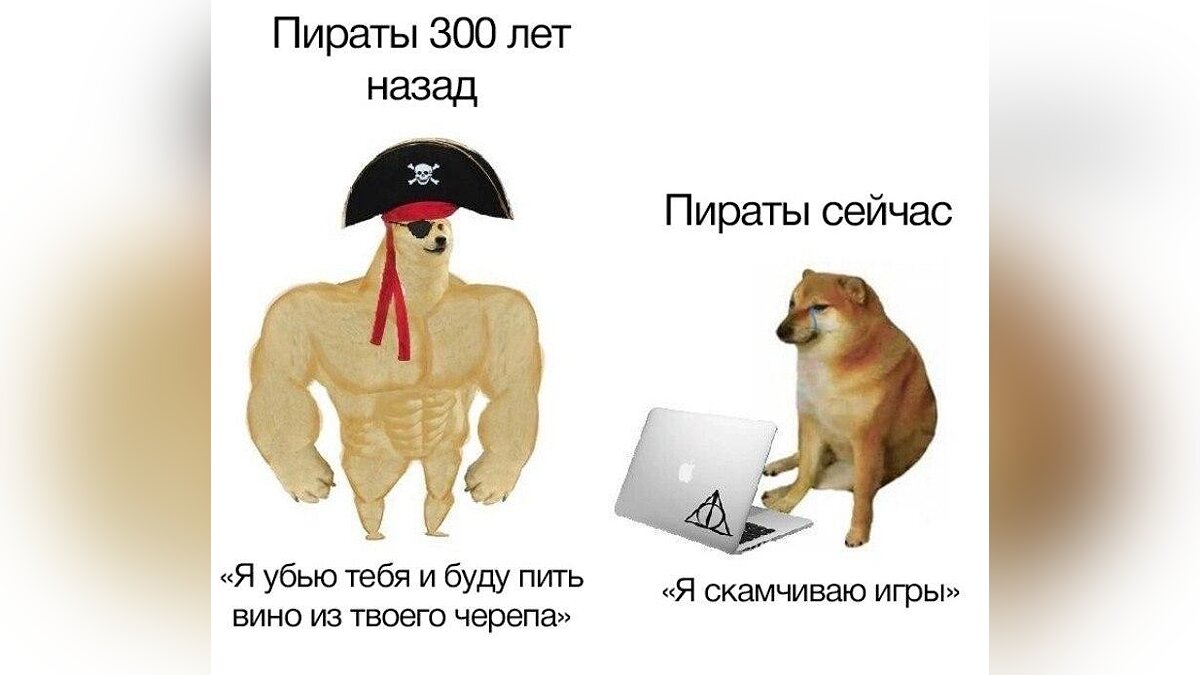 Пираты 300 лет
назад
Пираты сейчас
«Я убью тебя и буду пить
вино из твоего черепа»
«Я скамчиваю игры»